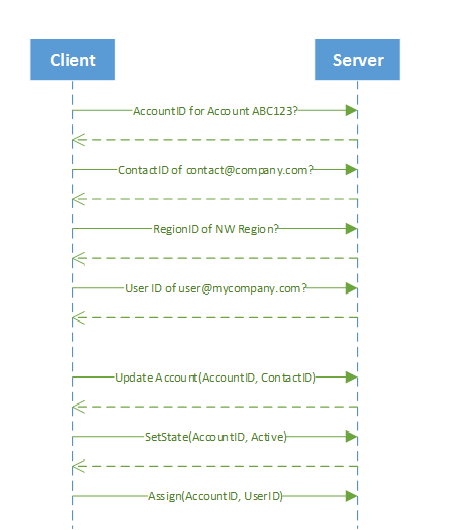 Client
Server
AccountID for Account ABC123?
ContactID of contact@company.com?
RegionID of NW Region?
User ID of user@mycompany.com?
Update Account(AccountID, ContactID)
SetState(AccountID, Active)
Assign(AccountID, UserID)